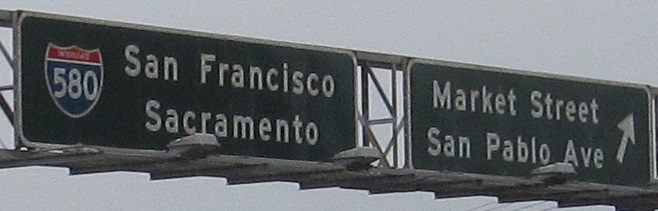 INTERSTATE
580
San Francisco
Sacramento
Market Street
San Pablo Ave